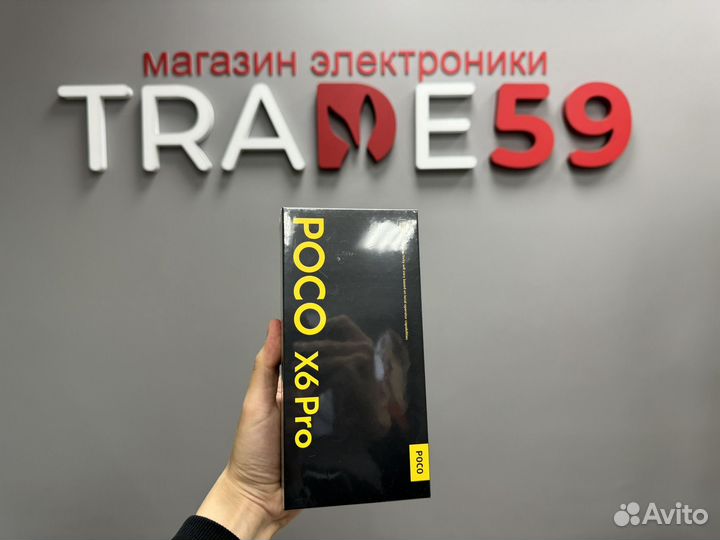 магазин электроники
TRADE59
POCO X6 Pro
POCO
Avito